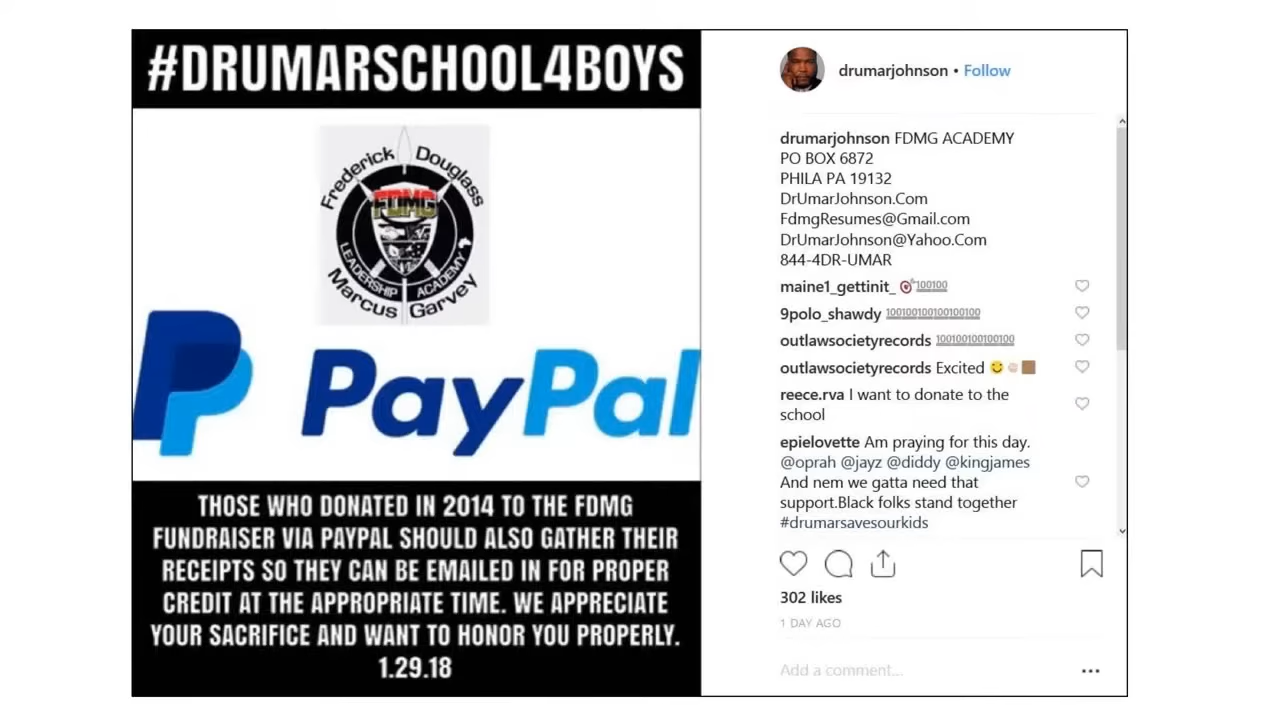 #DRUMARSCHOOL4BOYS
Frederick Douglass
FDMG
LEADERSHIP ACADEMY
Marcus Garvey
PayPal
THOSE WHO DONATED IN 2014 TO THE FDMG
FUNDRAISER VIA PAYPAL SHOULD ALSO GATHER THEIR
RECEIPTS SO THEY CAN BE EMAILED IN FOR PROPER
CREDIT AT THE APPROPRIATE TIME. WE APPRECIATE
YOUR SACRIFICE AND WANT TO HONOR YOU PROPERLY.
1.29.18
drumarjohnson • Follow
drumarjohnson FDMG ACADEMY
PO BOX 6872
PHILA PA 19132
DrUmarJohnson.Com
FdmgResumes@Gmail.com
DrUmarJohnson@Yahoo.Com
844-4DR-UMAR
maine1_gettinit_ 🎯💯💯
9polo_shawdy 💯💯💯💯💯💯
outlawsocietyrecords 💯💯💯💯💯
outlawsocietyrecords Excited
reece.rva I want to donate to the
school
epielovette Am praying for this day.
@oprah @jayz @diddy @kingjames
And nem we gatta need that
support.Black folks stand together
#drumarsavesourkids
302 likes
1 DAY AGO
Add a comment...